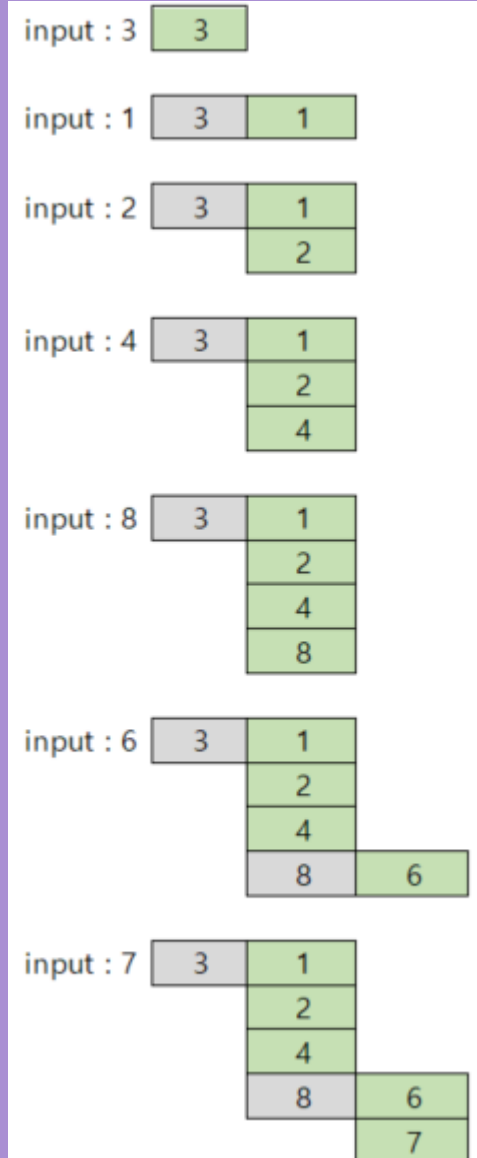 input : 3 3
input : 1 3 1
input : 2 3 1
2
input : 4 3 1
2
4
input : 8 3 1
2
4
8
input : 6 3 1
2
4
8 6
input : 7 3 1
2
4
8 6
7